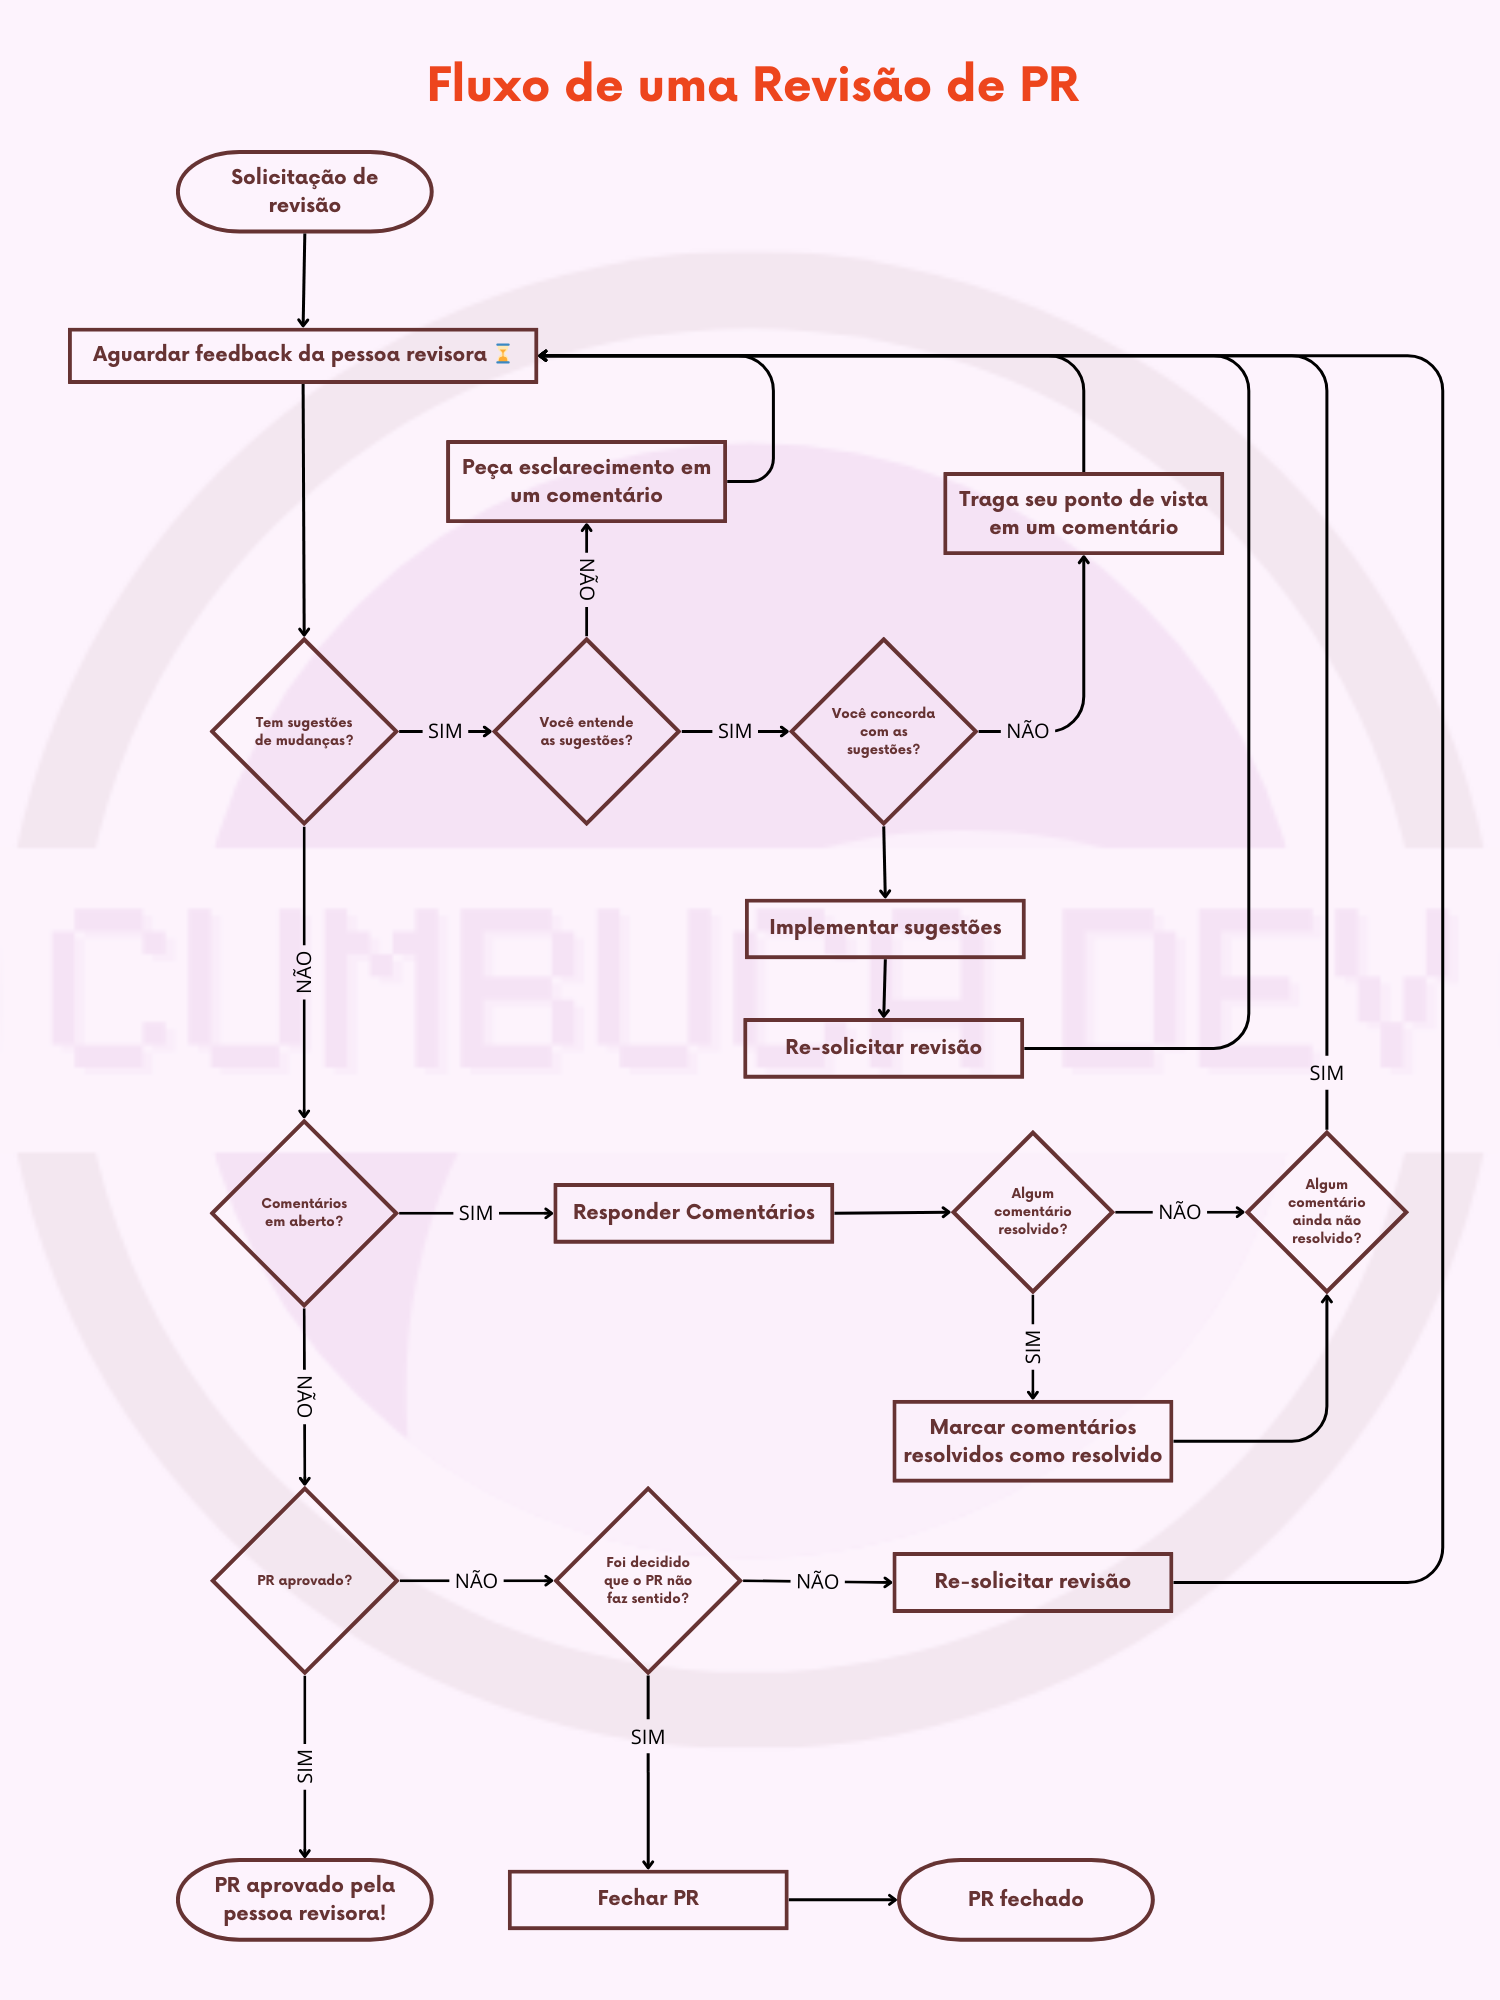 Fluxo de uma Revisão de PR
Solicitação de
revisão
Aguardar feedback da pessoa revisora ⏳
Peça esclarecimento em
um comentário
Traga seu ponto de vista
em um comentário
NÃO
Tem sugestões
de mudanças?
SIM
Você entende
as sugestões?
SIM
Você concorda
com as
sugestões?
NÃO
Implementar sugestões
CUMBUCA DEV
NÃO
Re-solicitar revisão
SIM
Comentários
em aberto?
SIM
Responder Comentários
Algum
comentário
resolvido?
NÃO
Algum
comentário
ainda não
resolvido?
SIM
NÃO
Marcar comentários
resolvidos como resolvido
PR aprovado?
NÃO
Foi decidido
que o PR não
faz sentido?
NÃO
Re-solicitar revisão
SIM
SIM
PR aprovado pela
pessoa revisora!
Fechar PR
PR fechado